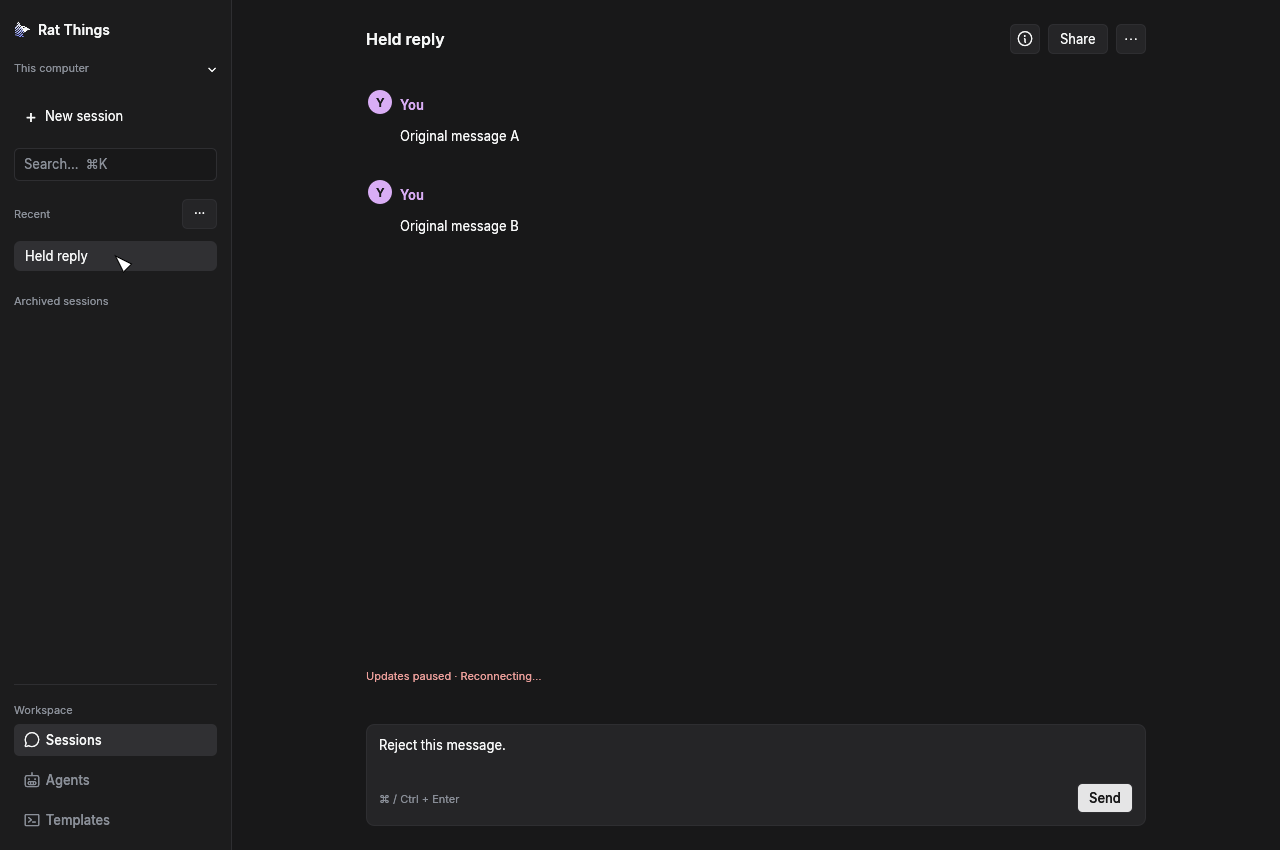 Rat Things
This computer
+ New session
Search... ⌘K
Recent
Held reply
Archived sessions
Workspace
Sessions
Agents
Templates
Held reply
Share
Y You
Original message A
Y You
Original message B
Updates paused · Reconnecting...
Reject this message.
⌘ / Ctrl + Enter
Send